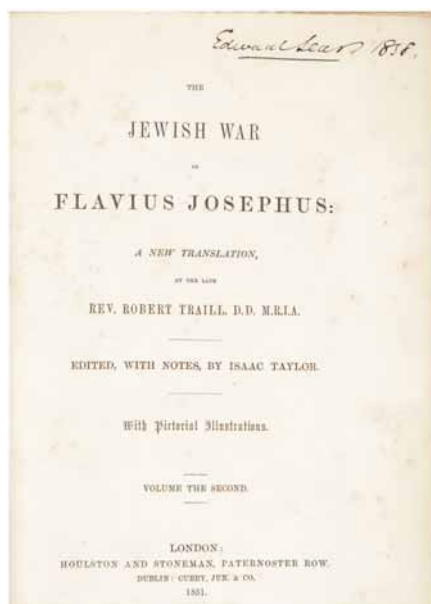 Edward Lear 1858.
THE
JEWISH WAR
OF
FLAVIUS JOSEPHUS:
A NEW TRANSLATION,
BY THE LATE
REV. ROBERT TRAILL, D.D. M.R.I.A.
EDITED, WITH NOTES, BY ISAAC TAYLOR.
With Pictorial Illustrations.
VOLUME THE SECOND.
LONDON:
HOULSTON AND STONEMAN, PATERNOSTER ROW.
DUBLIN: CURRY, JUN. & CO.
1851.